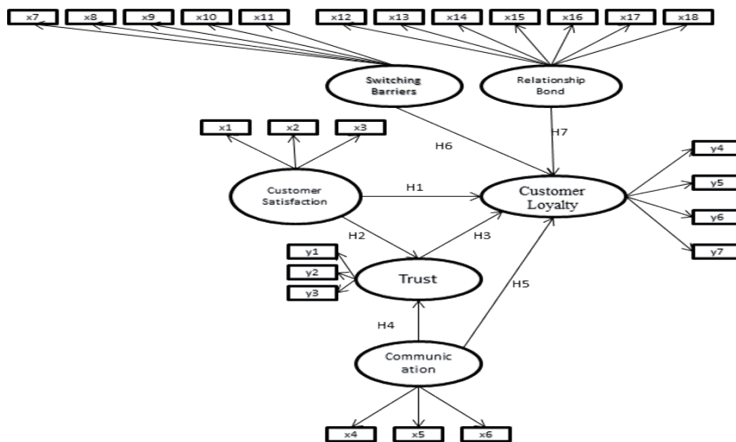 x7 x8 x9 x10 x11 x12 x13 x14 x15 x16 x17 x18
Switching
Barriers
Relationship
Bond
x1 x2 x3
H6
H7
y4
Customer
Satisfaction
H1
Customer
Loyalty
y5
y6
H2
H3
y7
y1
y2
y3
Trust
H5
H4
Communic
ation
x4 x5 x6